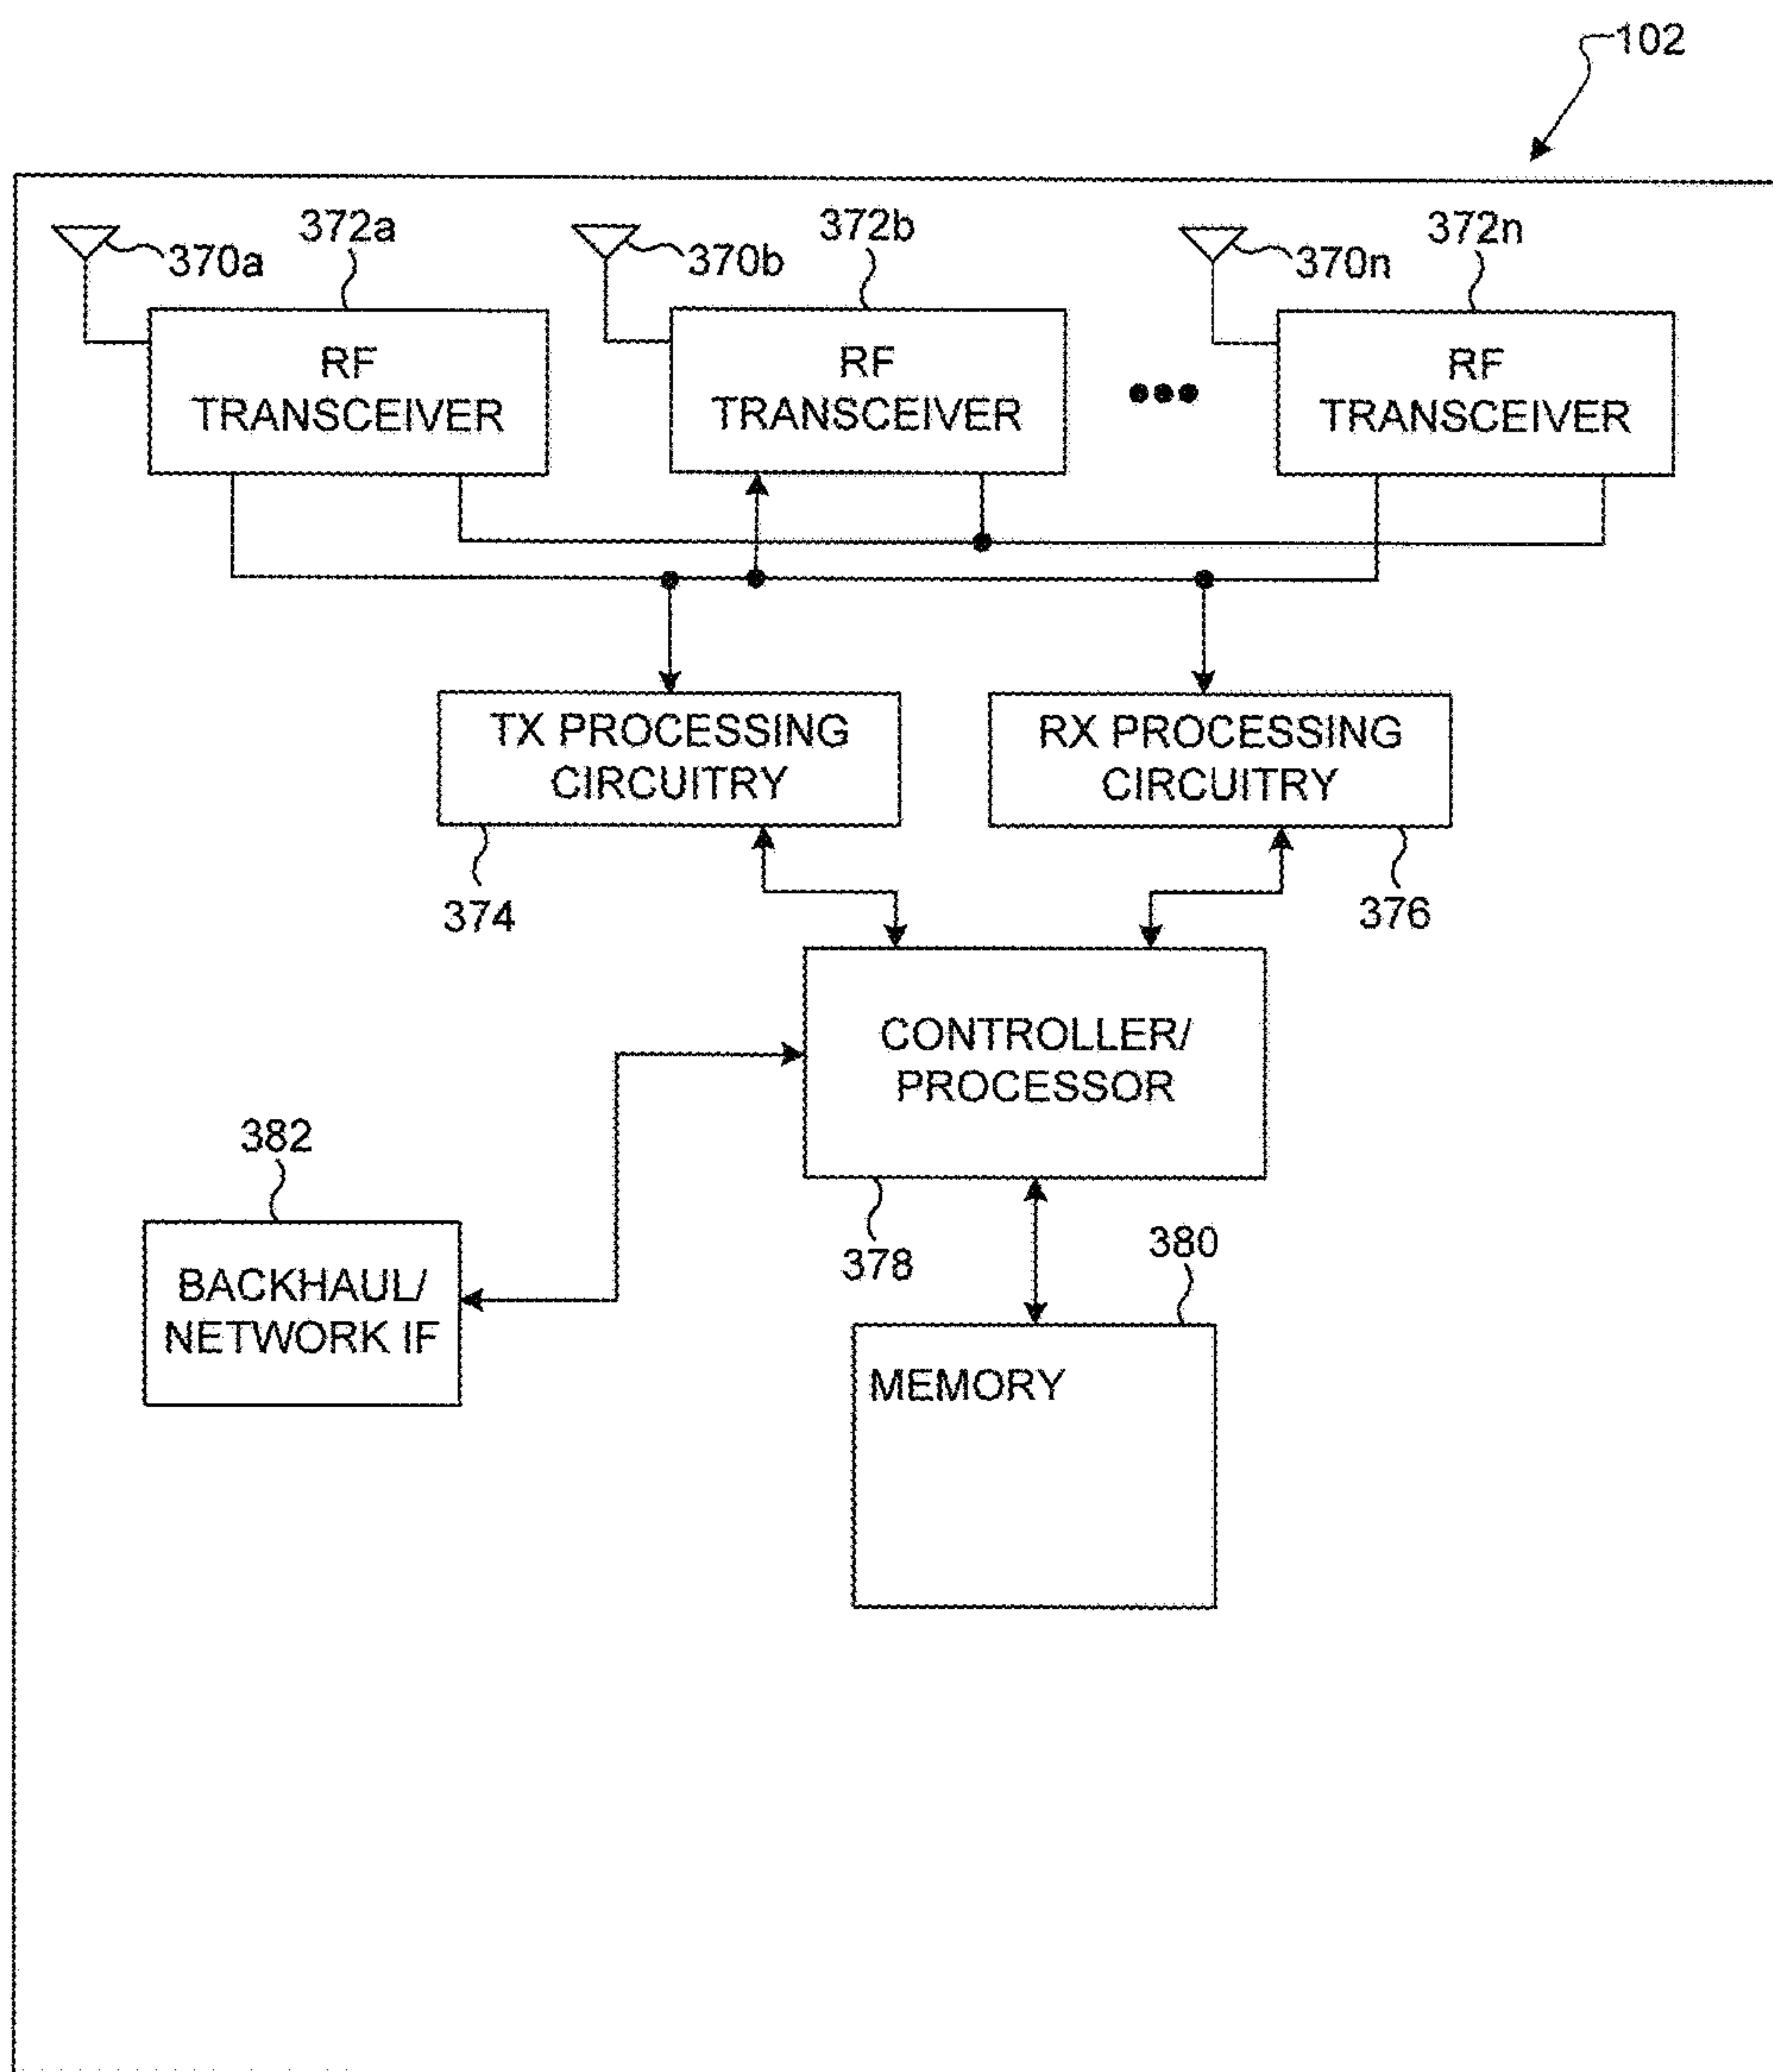 102
372a
372b
372n
370a
370b
370n
RF
TRANSCEIVER
RF
TRANSCEIVER
RF
TRANSCEIVER
TX PROCESSING
CIRCUITRY
RX PROCESSING
CIRCUITRY
374
376
CONTROLLER/
PROCESSOR
382
378
380
BACKHAUL/
NETWORK IF
MEMORY